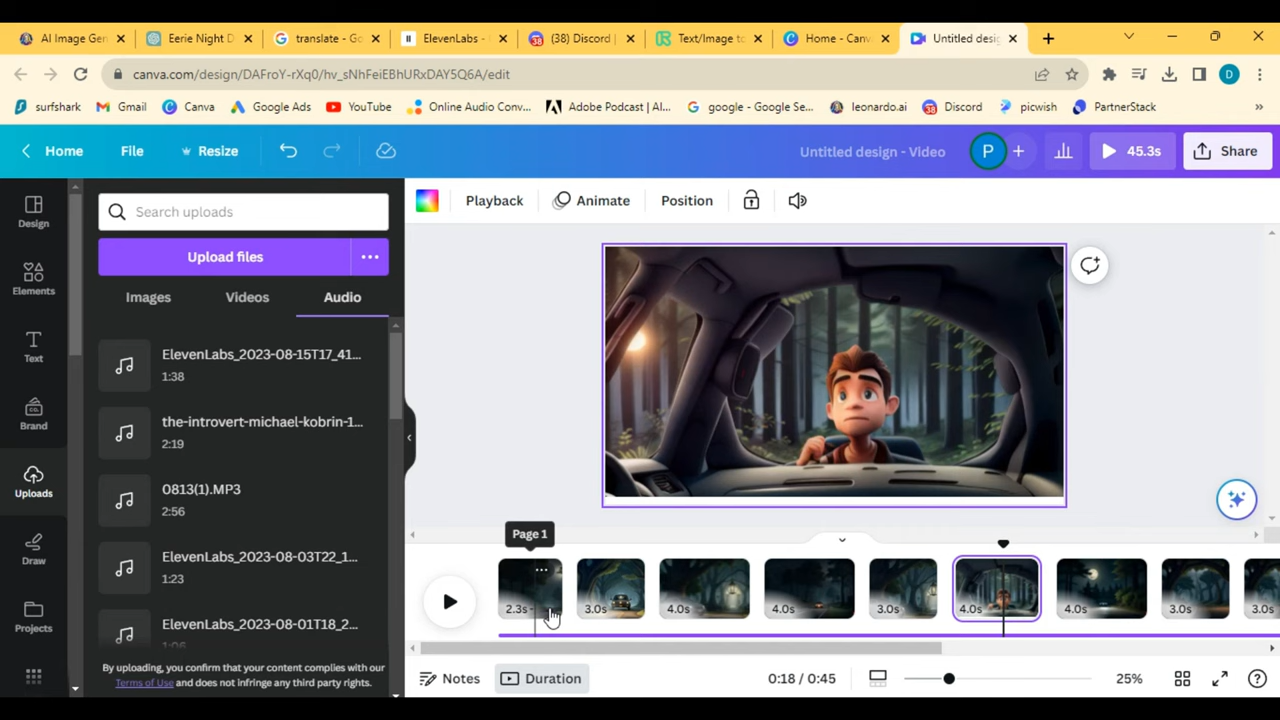 AI Image Gen
Eerie Night D
translate - Go
ElevenLabs -
(38) Discord |
Text/Image to
Home - Canv
Untitled desig
canva.com/design/DAFroY-rXq0/hv_sNhFeiEBhURxDAY5Q6A/edit
D
surfshark
Gmail
Canva
Google Ads
YouTube
Online Audio Conv...
Adobe Podcast | AI...
google - Google Se...
leonardo.ai
Discord
picwish
PartnerStack
Home
File
Resize
Untitled design - Video
P
45.3s
Share
Design
Elements
Text
Brand
Uploads
Draw
Projects
Search uploads
Upload files
Images
Videos
Audio
ElevenLabs_2023-08-15T17_41...
1:38
the-introvert-michael-kobrin-1...
2:19
0813(1).MP3
2:56
ElevenLabs_2023-08-03T22_1...
1:23
ElevenLabs_2023-08-01T18_2...
1:06
By uploading, you confirm that your content complies with our
Terms of Use and does not infringe any third party rights.
Playback
Animate
Position
Page 1
2.3s
3.0s
4.0s
4.0s
3.0s
4.0s
4.0s
3.0s
3.0s
Notes
Duration
0:18 / 0:45
25%